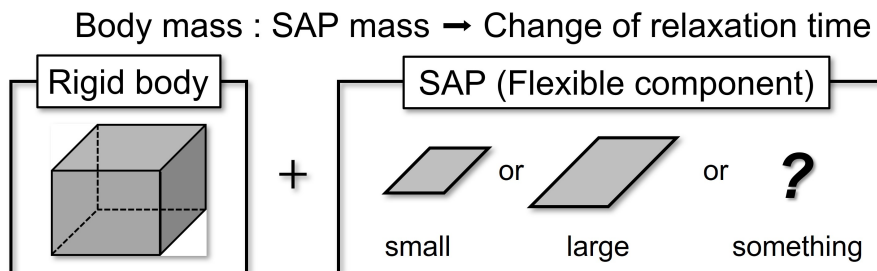 Body mass : SAP mass → Change of relaxation time
Rigid body
SAP (Flexible component)
+
or
or
?
small
large
something